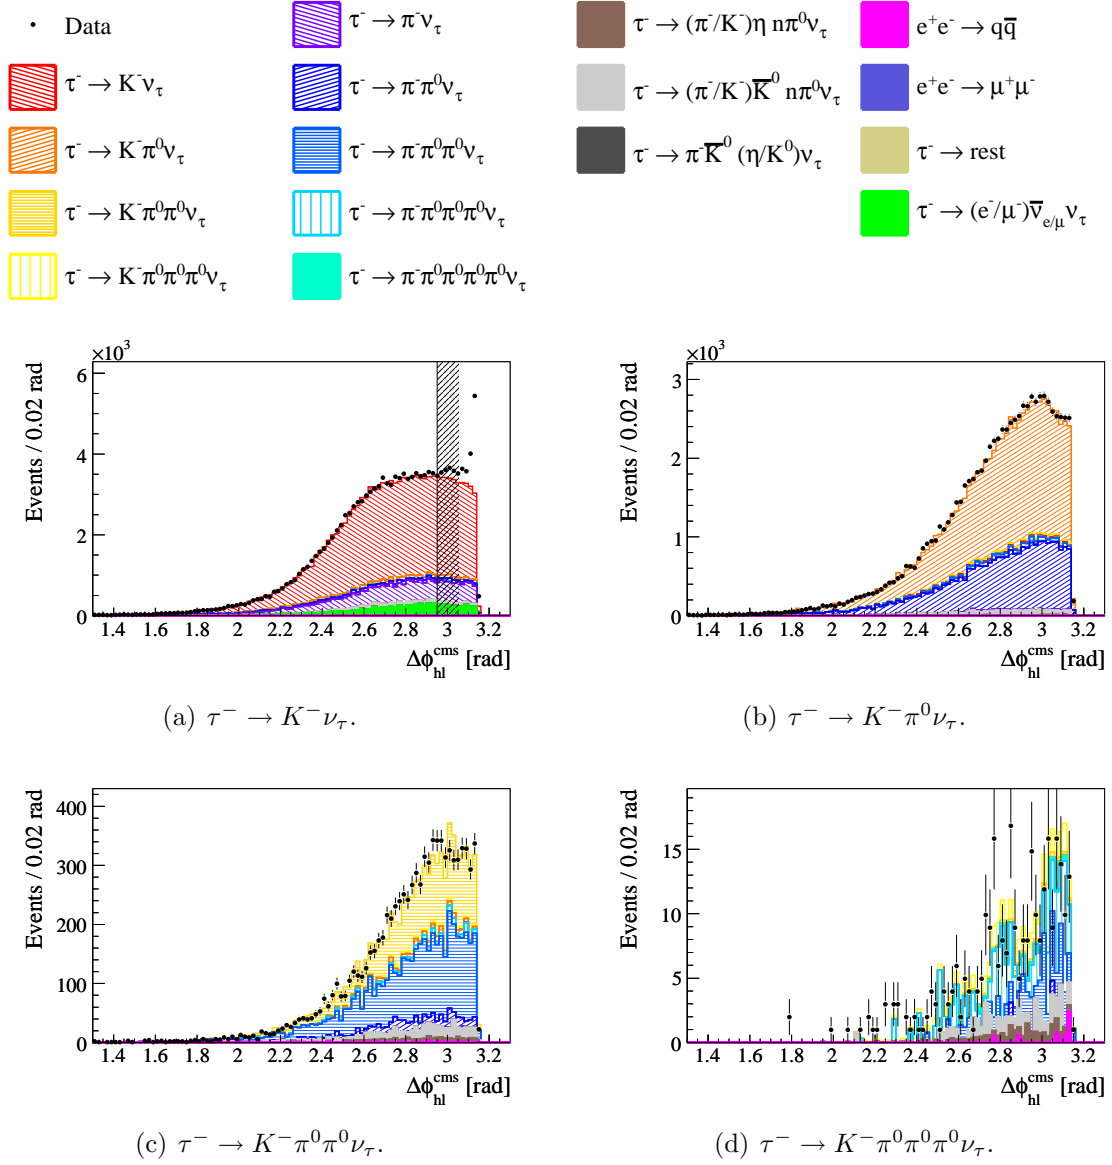 Data
τ⁻ → K⁻ν_τ
τ⁻ → K⁻π⁰ν_τ
τ⁻ → K⁻π⁰π⁰ν_τ
τ⁻ → K⁻π⁰π⁰π⁰ν_τ
τ⁻ → π⁻ν_τ
τ⁻ → π⁻π⁰ν_τ
τ⁻ → π⁻π⁰π⁰ν_τ
τ⁻ → π⁻π⁰π⁰π⁰ν_τ
τ⁻ → π⁻π⁰π⁰π⁰π⁰ν_τ
τ⁻ → (π⁻/K⁻)η nπ⁰ν_τ
τ⁻ → (π⁻/K⁻)K̅⁰ nπ⁰ν_τ
τ⁻ → π⁻K̅⁰ (η/K⁰)ν_τ
e⁺e⁻ → qq̅
e⁺e⁻ → μ⁺μ⁻
τ⁻ → rest
τ⁻ → (e⁻/μ⁻)ν̅_e/μ ν_τ
×10³
Events / 0.02 rad
6
4
2
0
1.4 1.6 1.8 2 2.2 2.4 2.6 2.8 3 3.2
Δϕ_hl^cms [rad]
(a) τ⁻ → K⁻ν_τ.
×10³
Events / 0.02 rad
3
2
1
0
1.4 1.6 1.8 2 2.2 2.4 2.6 2.8 3 3.2
Δϕ_hl^cms [rad]
(b) τ⁻ → K⁻π⁰ν_τ.
Events / 0.02 rad
400
300
200
100
0
1.4 1.6 1.8 2 2.2 2.4 2.6 2.8 3 3.2
Δϕ_hl^cms [rad]
(c) τ⁻ → K⁻π⁰π⁰ν_τ.
Events / 0.02 rad
15
10
5
0
1.4 1.6 1.8 2 2.2 2.4 2.6 2.8 3 3.2
Δϕ_hl^cms [rad]
(d) τ⁻ → K⁻π⁰π⁰π⁰ν_τ.